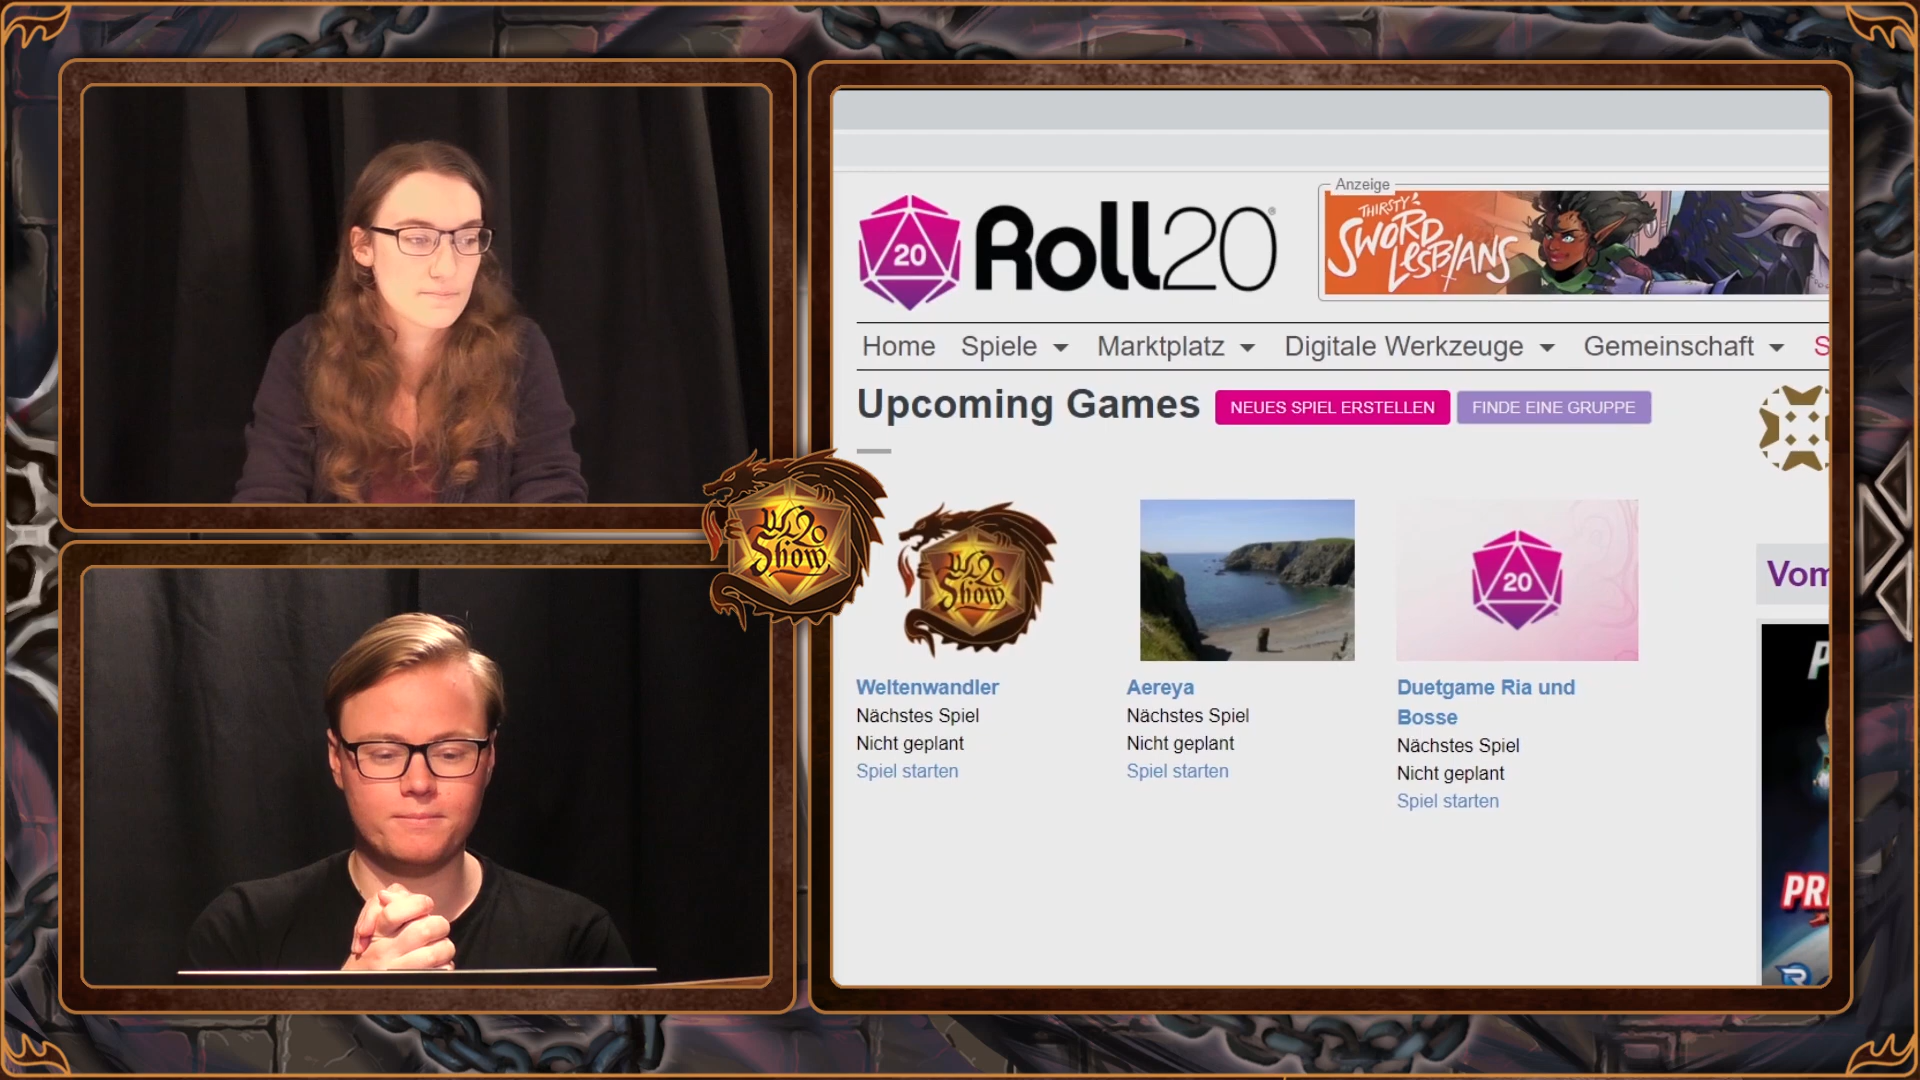 Anzeige
THIRSTY
SWORD
LESBIANS
20
Roll20
Home Spiele Marktplatz Digitale Werkzeuge Gemeinschaft S
Upcoming Games NEUES SPIEL ERSTELLEN FINDE EINE GRUPPE
W20
Show
W20
Show
20
Vom
P
Weltenwandler
Nächstes Spiel
Nicht geplant
Spiel starten
Aereya
Nächstes Spiel
Nicht geplant
Spiel starten
Duetgame Ria und
Bosse
Nächstes Spiel
Nicht geplant
Spiel starten
PR
R